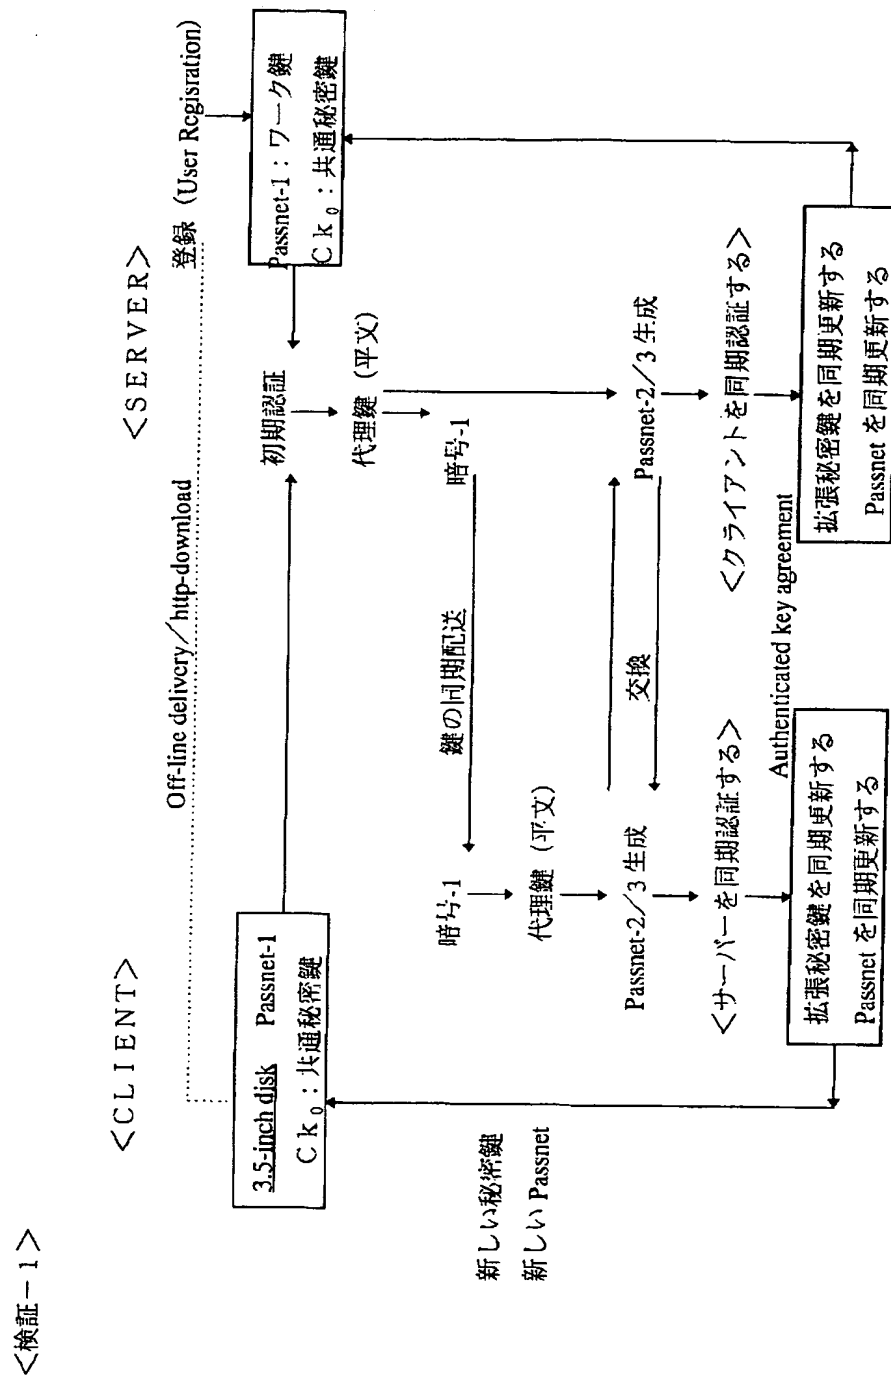 <検証-1>
<CLIENT>
<SERVER>
Off-line delivery/http-download
登録 (User Regisration)
3.5-inch disk Passnet-1
Ck₀:共通秘密鍵
Passnet-1:ワーク鍵
Ck₀:共通秘密鍵
初期認証
代理鍵 (平文)
暗号-1
鍵の同期配送
暗号-1
代理鍵 (平文)
新しい秘密鍵
新しい Passnet
Passnet-2/3 生成
交換
Passnet-2/3 生成
<サーバーを同期認証する>
<クライアントを同期認証する>
Authenticated key agreement
拡張秘密鍵を同期更新する
Passnet を同期更新する
拡張秘密鍵を同期更新する
Passnet を同期更新する